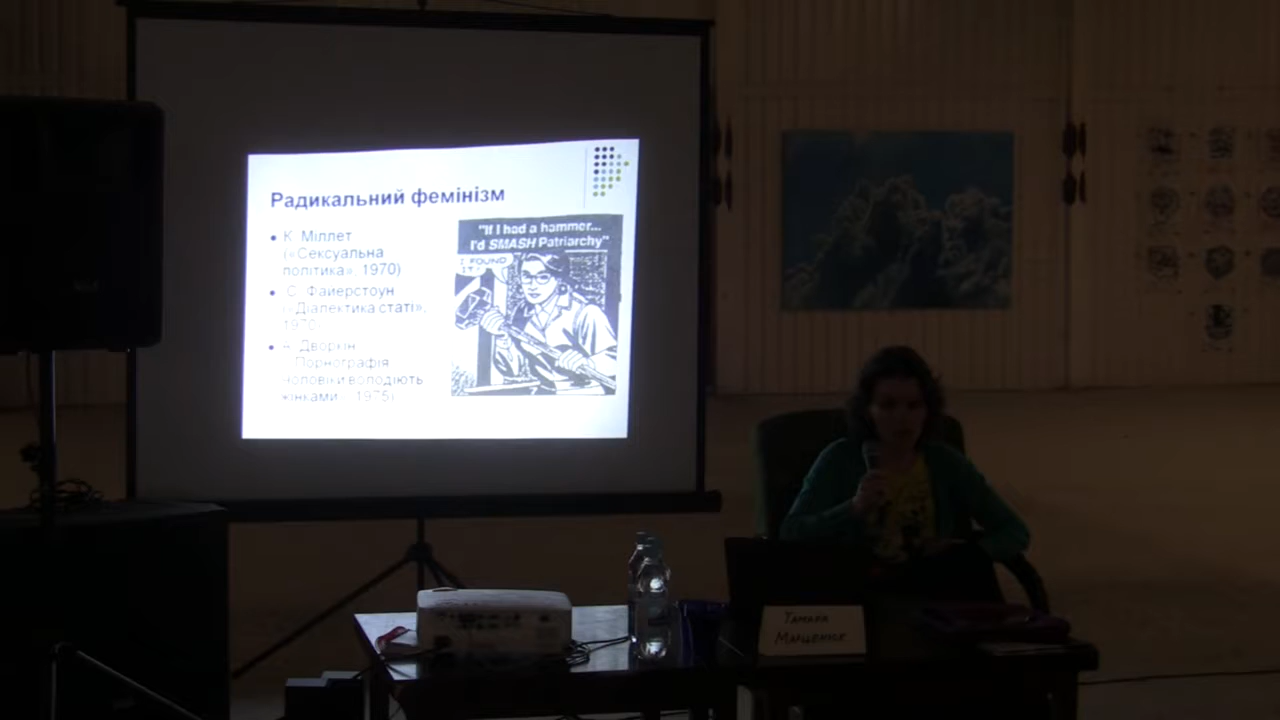 Радикальний фемінізм
К. Міллет
(«Сексуальна
політика», 1970)
С. Фаиерстоун
(«Діалектика статі»,
1970)
А. Дворкін
Порнографія
чоловіки володіють
жінками 1975)
"If I had a hammer...
I'd SMASH Patriarchy"
I FOUND
IT!
ТАМАРА
МАРЦЕНЮК